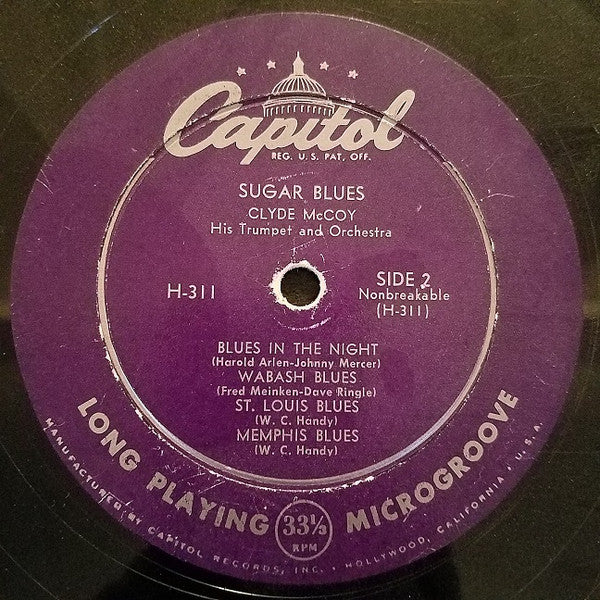 Capitol
REG. U.S. PAT. OFF.
SUGAR BLUES
CLYDE McCOY
His Trumpet and Orchestra
H-311
SIDE 2
Nonbreakable
(H-311)
BLUES IN THE NIGHT
(Harold Arlen-Johnny Mercer)
WABASH BLUES
(Fred Meinken-Dave Ringle)
ST. LOUIS BLUES
(W. C. Handy)
MEMPHIS BLUES
(W. C. Handy)
LONG PLAYING 33⅓ RPM MICROGROOVE
MANUFACTURED BY CAPITOL RECORDS, INC. • HOLLYWOOD, CALIFORNIA • U.S.A.